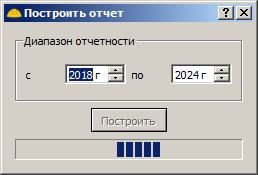 Построить отчет
Диапазон отчетности
с 2018 г по 2024 г
Построить